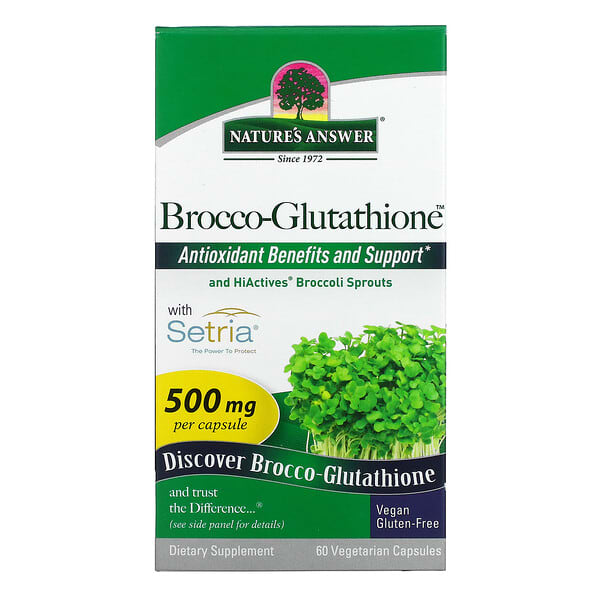 NATURE'S ANSWER®
Since 1972
Brocco-Glutathione™
Antioxidant Benefits and Support*
and HiActives® Broccoli Sprouts
with
Setria®
The Power To Protect
500 mg
per capsule
Discover Brocco-Glutathione
and trust
the Difference...®
(see side panel for details)
Vegan
Gluten-Free
Dietary Supplement
60 Vegetarian Capsules